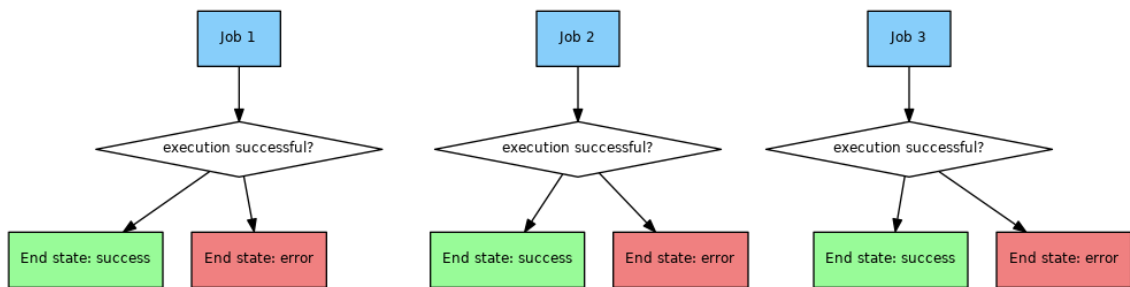 Job 1
Job 2
Job 3
execution successful?
execution successful?
execution successful?
End state: success
End state: error
End state: success
End state: error
End state: success
End state: error